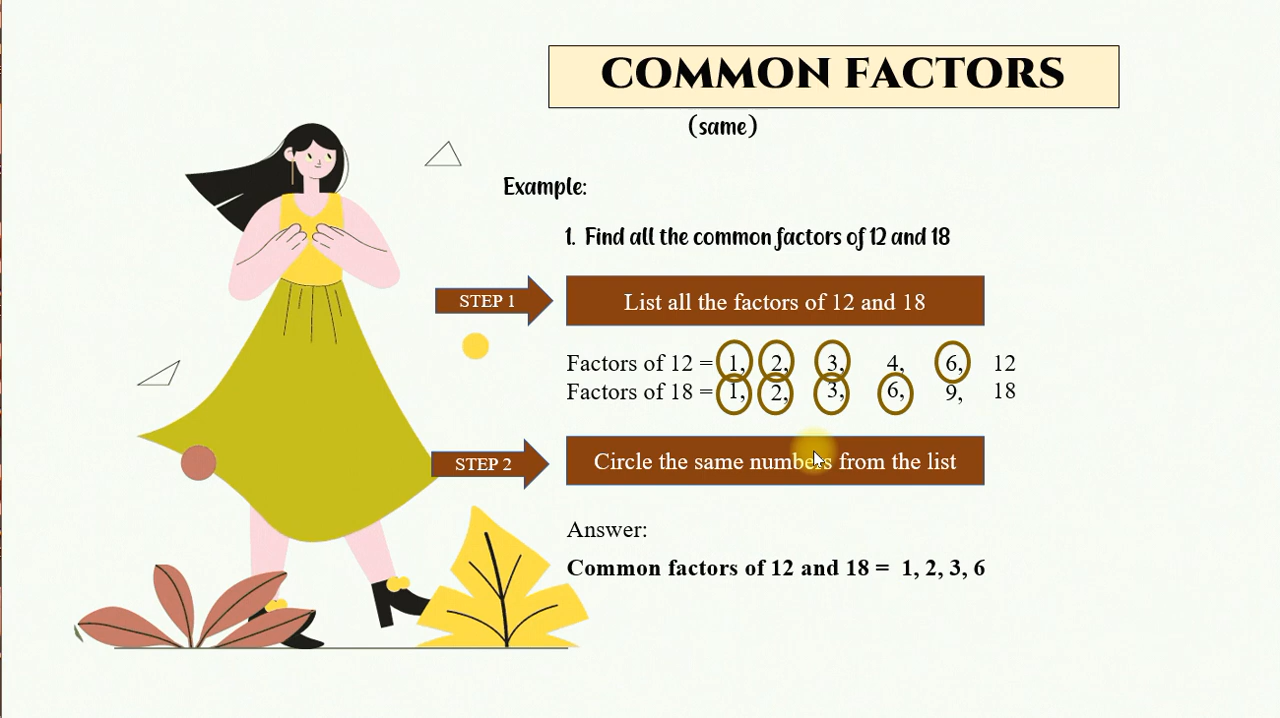 COMMON FACTORS
(same)
Example:
1. Find all the common factors of 12 and 18
STEP 1
List all the factors of 12 and 18
Factors of 12 = 1, 2, 3, 4, 6, 12
Factors of 18 = 1, 2, 3, 6, 9, 18
STEP 2
Circle the same numbers from the list
Answer:
Common factors of 12 and 18 = 1, 2, 3, 6